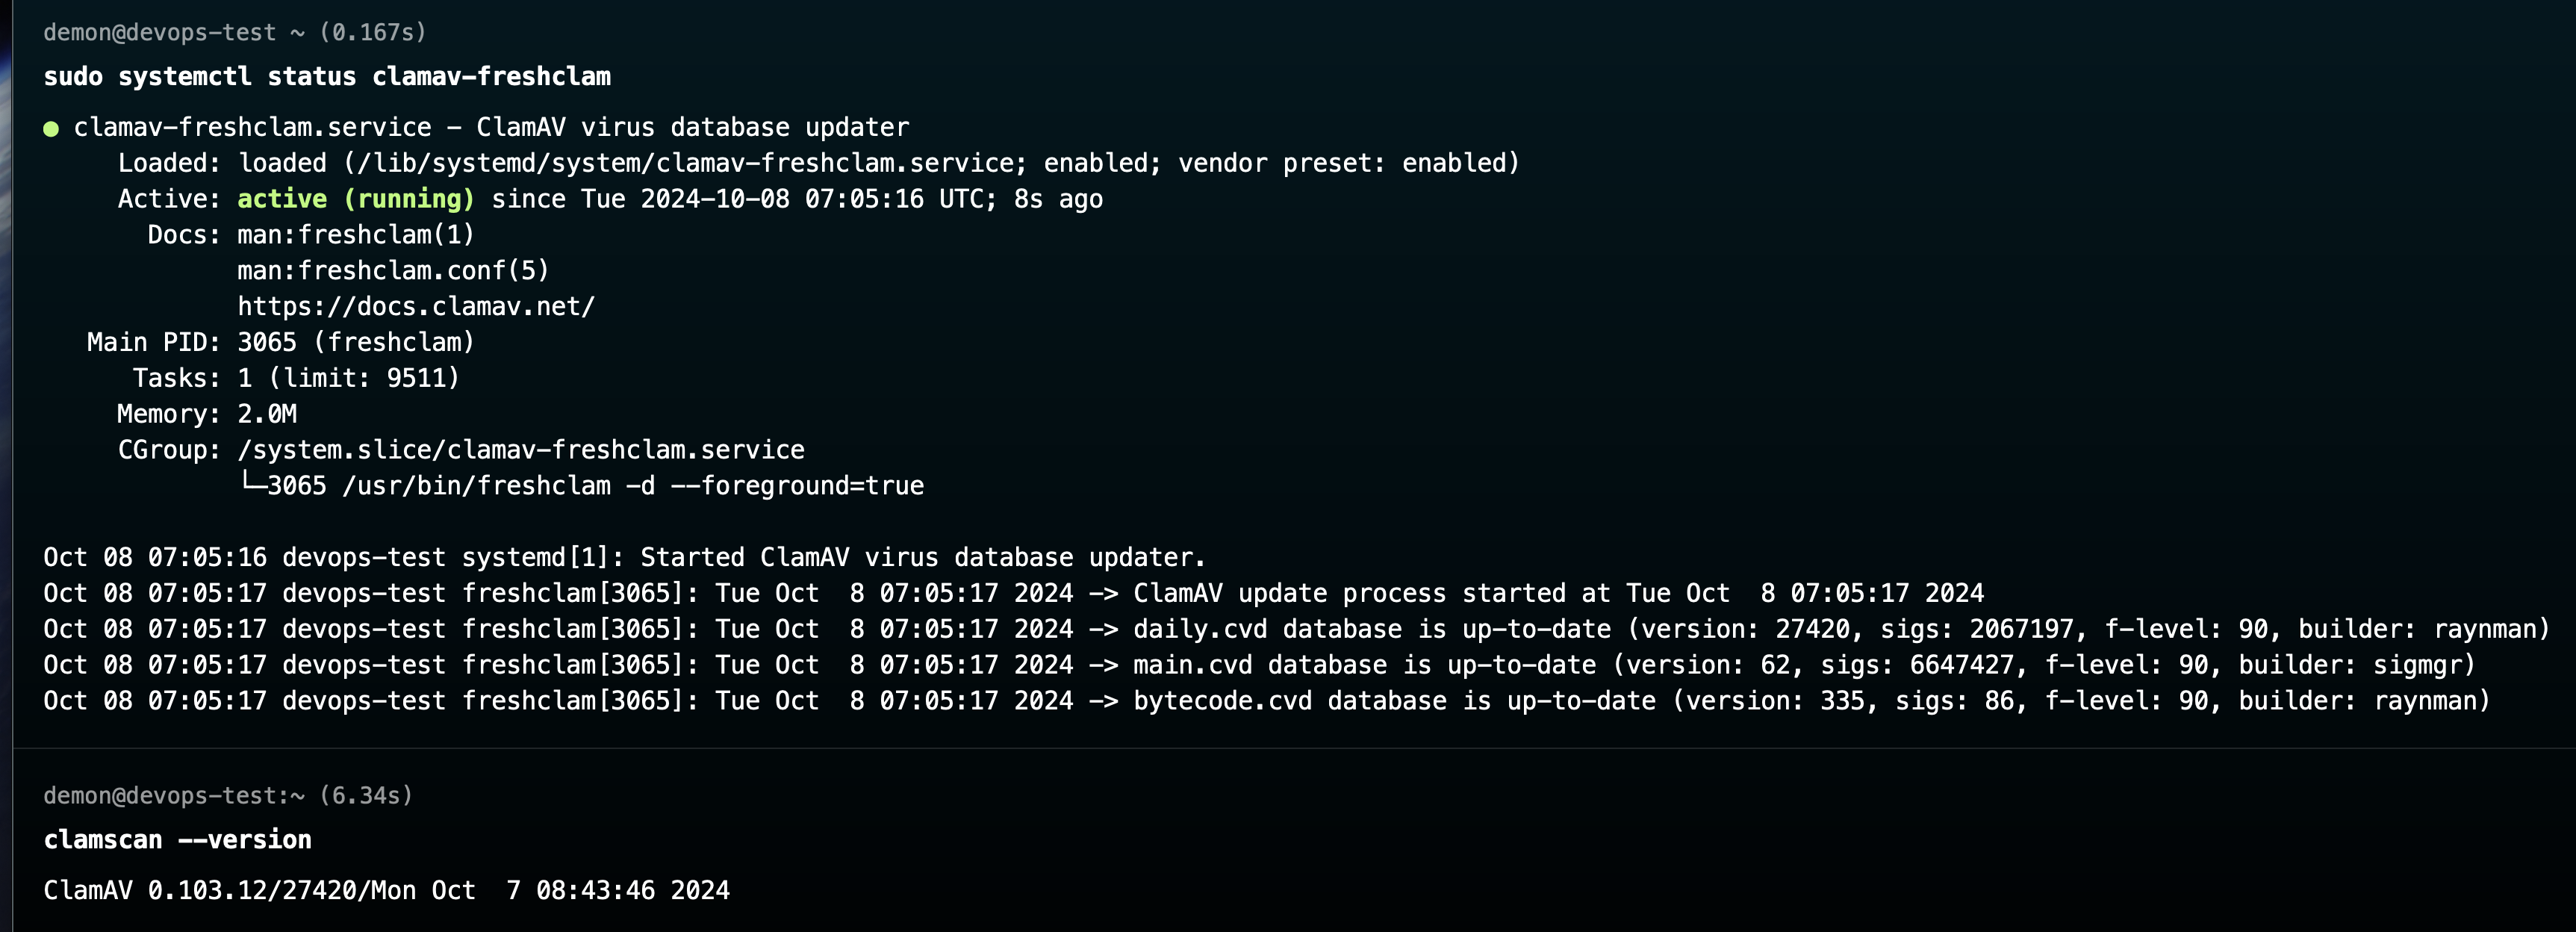 demon@devops-test ~ (0.167s)
sudo systemctl status clamav-freshclam
● clamav-freshclam.service - ClamAV virus database updater
Loaded: loaded (/lib/systemd/system/clamav-freshclam.service; enabled; vendor preset: enabled)
Active: active (running) since Tue 2024-10-08 07:05:16 UTC; 8s ago
Docs: man:freshclam(1)
man:freshclam.conf(5)
https://docs.clamav.net/
Main PID: 3065 (freshclam)
Tasks: 1 (limit: 9511)
Memory: 2.0M
CGroup: /system.slice/clamav-freshclam.service
└─3065 /usr/bin/freshclam -d --foreground=true
Oct 08 07:05:16 devops-test systemd[1]: Started ClamAV virus database updater.
Oct 08 07:05:17 devops-test freshclam[3065]: Tue Oct  8 07:05:17 2024 -> ClamAV update process started at Tue Oct  8 07:05:17 2024
Oct 08 07:05:17 devops-test freshclam[3065]: Tue Oct  8 07:05:17 2024 -> daily.cvd database is up-to-date (version: 27420, sigs: 2067197, f-level: 90, builder: raynman)
Oct 08 07:05:17 devops-test freshclam[3065]: Tue Oct  8 07:05:17 2024 -> main.cvd database is up-to-date (version: 62, sigs: 6647427, f-level: 90, builder: sigmgr)
Oct 08 07:05:17 devops-test freshclam[3065]: Tue Oct  8 07:05:17 2024 -> bytecode.cvd database is up-to-date (version: 335, sigs: 86, f-level: 90, builder: raynman)
demon@devops-test:~ (6.34s)
clamscan --version
ClamAV 0.103.12/27420/Mon Oct  7 08:43:46 2024